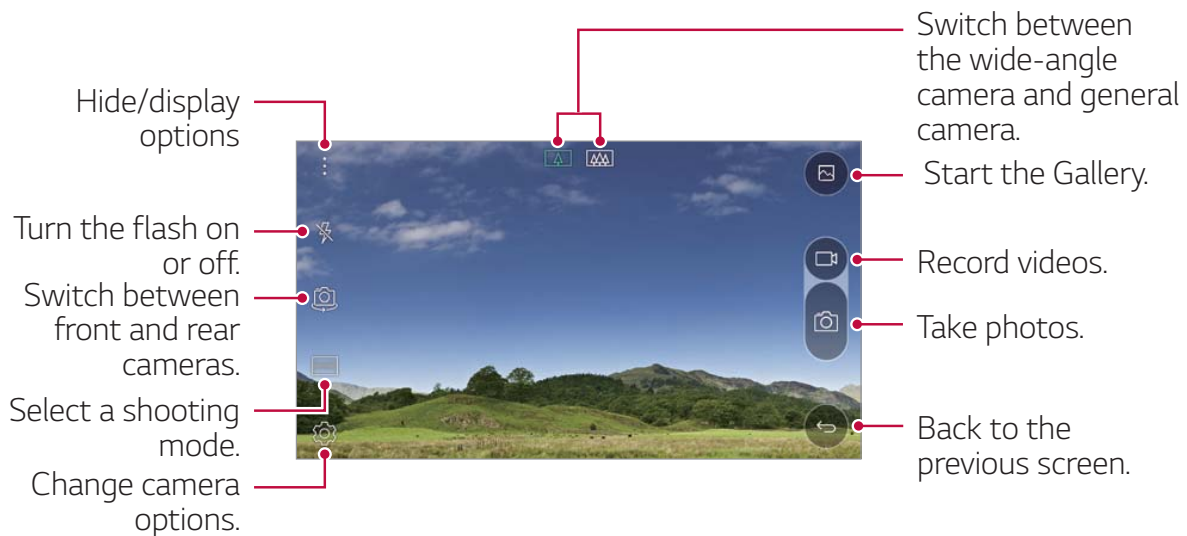 Hide/display
options
Turn the flash on
or off.
Switch between
front and rear
cameras.
Select a shooting
mode.
Change camera
options.
Switch between
the wide-angle
camera and general
camera.
Start the Gallery.
Record videos.
Take photos.
Back to the
previous screen.